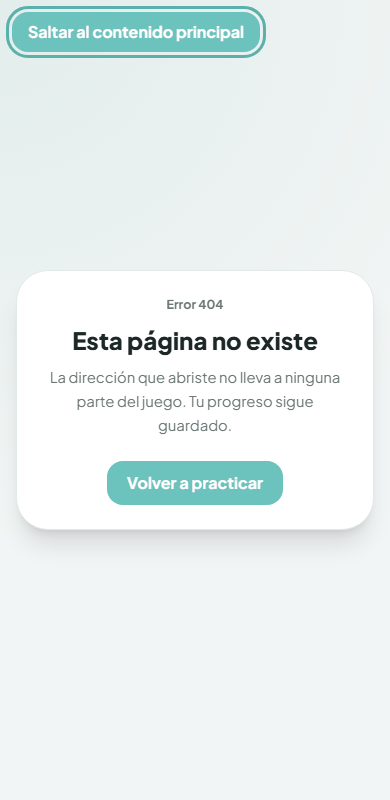 Saltar al contenido principal
Error 404
Esta página no existe
La dirección que abriste no lleva a ninguna
parte del juego. Tu progreso sigue
guardado.
Volver a practicar